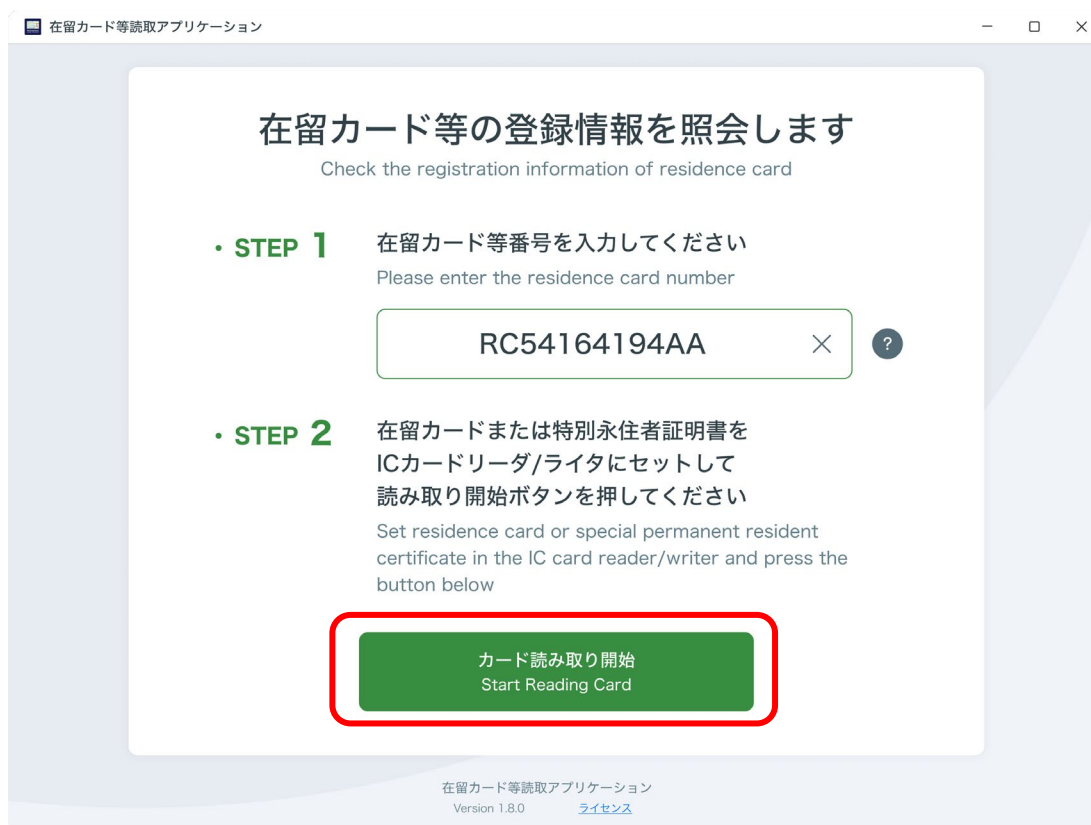 在留カード等読取アプリケーション
在留カード等の登録情報を照会します
Check the registration information of residence card
・STEP 1
在留カード等番号を入力してください
Please enter the residence card number
RC54164194AA
?
・STEP 2
在留カードまたは特別永住者証明書を
ICカードリーダ/ライタにセットして
読み取り開始ボタンを押してください
Set residence card or special permanent resident
certificate in the IC card reader/writer and press the
button below
カード読み取り開始
Start Reading Card
在留カード等読取アプリケーション
Version 1.8.0 ライセンス